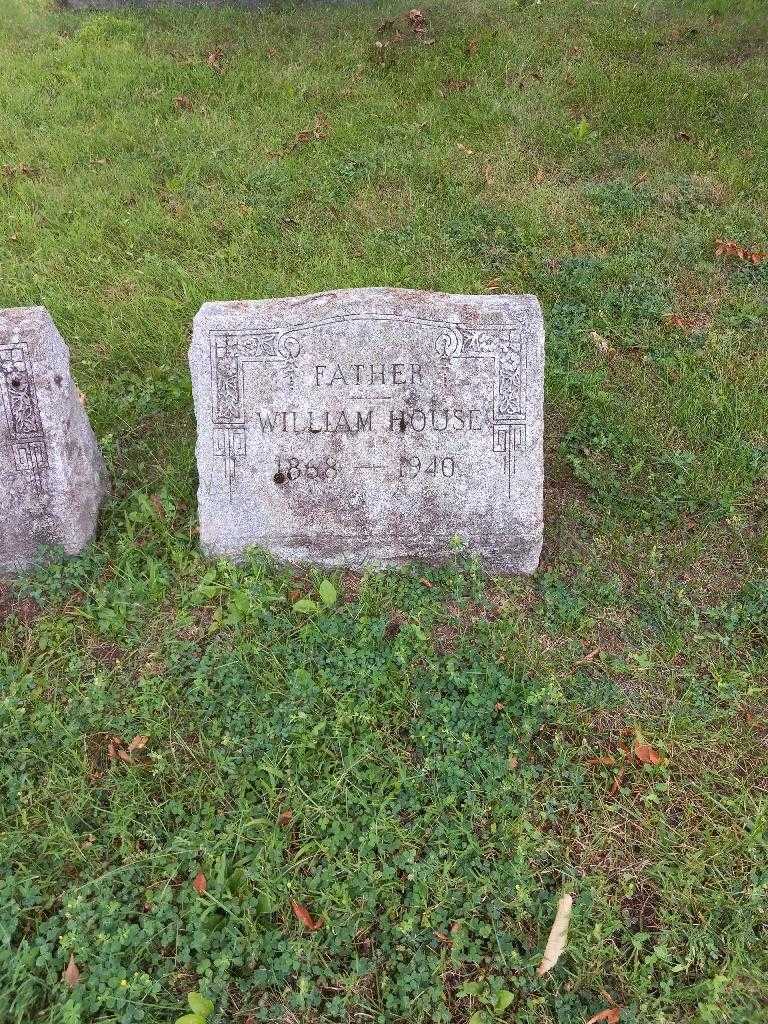 FATHER
WILLIAM HOUSE
1868 — 1940